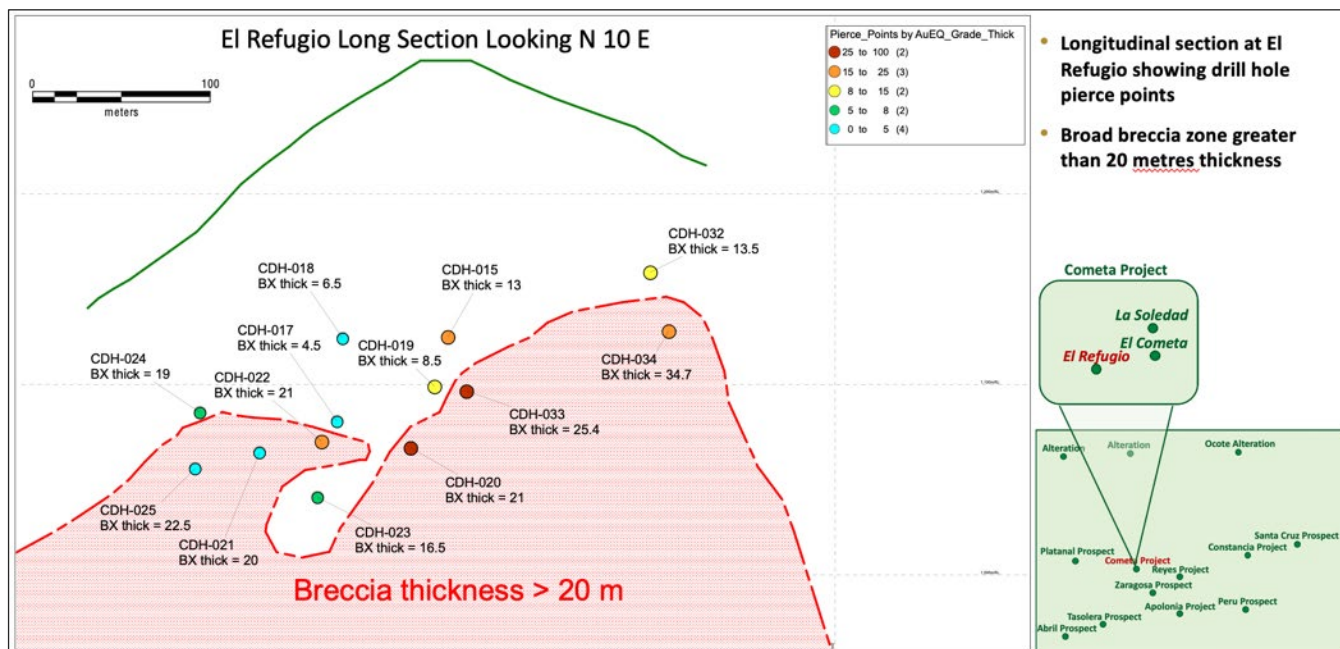 El Refugio Long Section Looking N 10 E
0 100
meters
Pierce_Points by AuEQ_Grade_Thick
25 to 100 (2)
15 to 25 (3)
8 to 15 (2)
5 to 8 (2)
0 to 5 (4)
CDH-032
BX thick = 13.5
CDH-018
BX thick = 6.5
CDH-015
BX thick = 13
CDH-017
BX thick = 4.5
CDH-019
BX thick =
8.5
CDH-024
BX thick =
19
CDH-022
BX thick =
21
CDH-034
BX thick =
34.7
CDH-033
BX thick =
25.4
CDH-020
BX thick =
21
CDH-025
BX thick = 22.5
CDH-021
BX thick = 20
CDH-023
BX thick = 16.5
Breccia thickness > 20 m
• Longitudinal section at El
Refugio showing drill hole
pierce points
• Broad breccia zone greater
than 20 metres thickness
Cometa Project
La Soledad
El Cometa
El Refugio
Alteration
Alteration
Ocote Alteration
Santa Cruz Prospect
Constancia Project
Platanal Prospect
Cometa Project
Reyes Project
Zaragosa Prospect
Apolonia Project
Peru Prospect
Tasolera Prospect
Abril Prospect